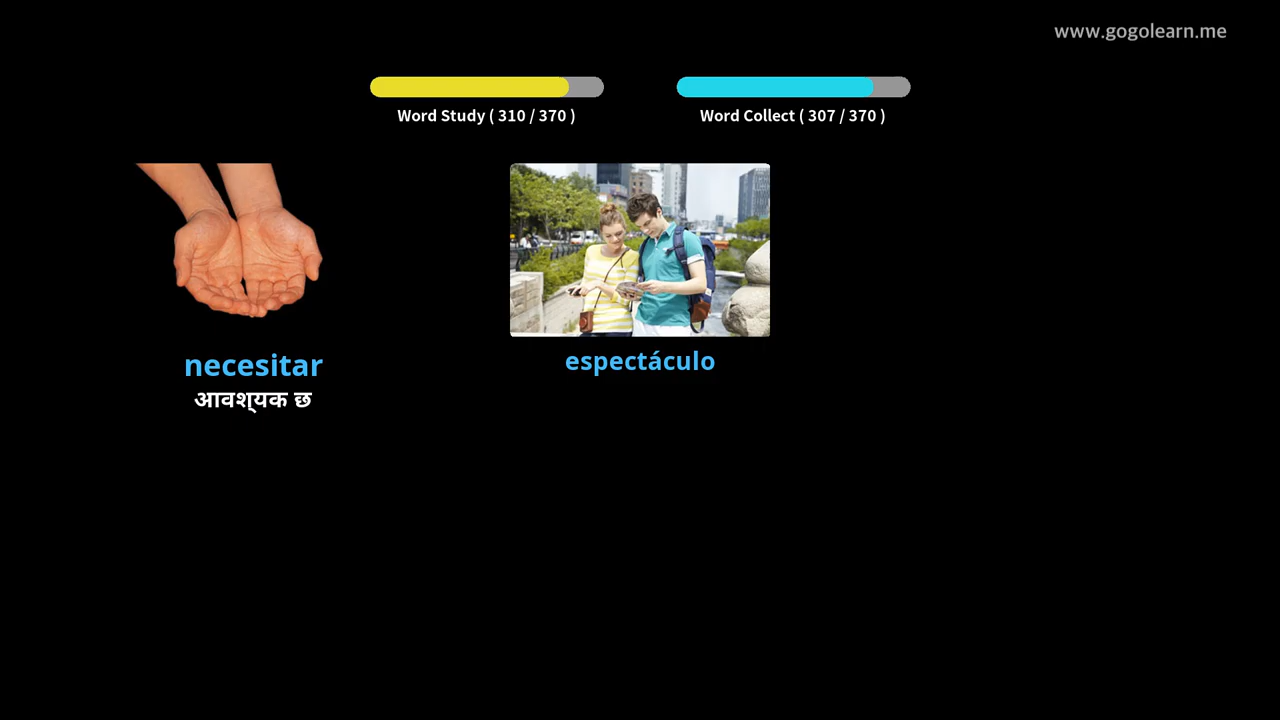 www.gogolearn.me
Word Study ( 310 / 370 )
Word Collect ( 307 / 370 )
necesitar
आवश्यक छ
espectáculo